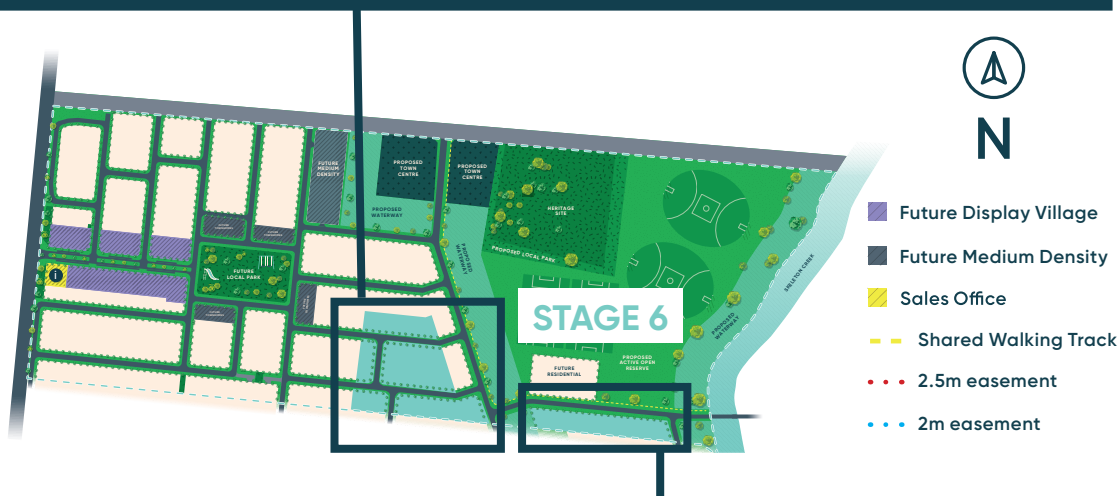 N
FUTURE
MEDIUM
DENSITY
PROPOSED
TOWN
CENTRE
PROPOSED
TOWN
CENTRE
PROPOSED
WATERWAY
HERITAGE
SITE
PROPOSED LOCAL PARK
PROPOSED
WATERWAY
FUTURE
LOCAL PARK
i
STAGE 6
PROPOSED
WATERWAY
FUTURE
RESIDENTIAL
PROPOSED
ACTIVE OPEN
RESERVE
Future Display Village
Future Medium Density
Sales Office
Shared Walking Track
2.5m easement
2m easement